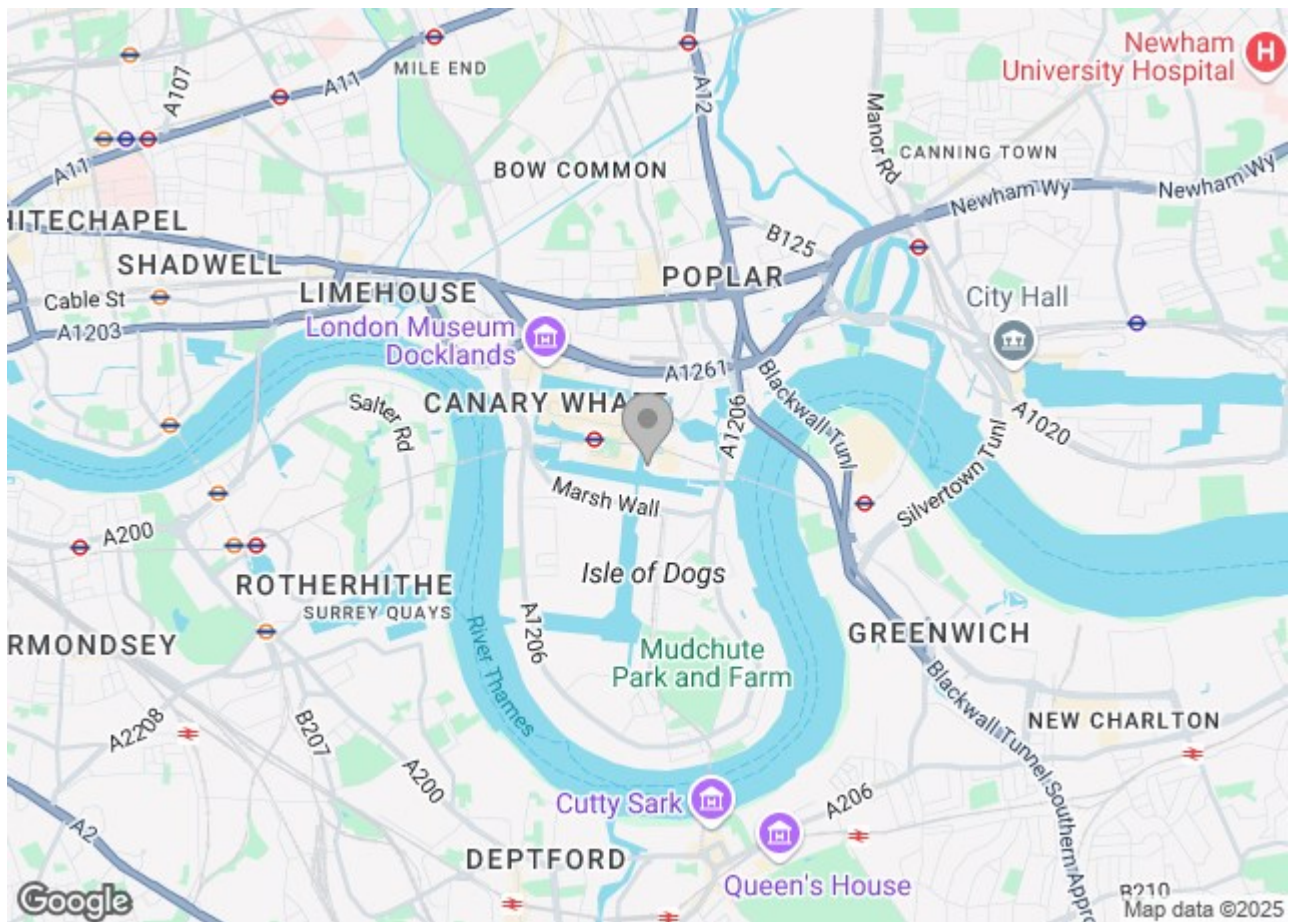 Newham
University Hospital
A107
A11
MILE END
A12
Manor Rd
A11
BOW COMMON
CANNING TOWN
Newham Wy
Newham Wy
HITECHAPEL
B125
SHADWELL
POPLAR
LIMEHOUSE
Cable St
City Hall
A1203
London Museum
Docklands
A1261
Blackwall Tunl
CANARY WHARF
Salter Rd
A1206
A1020
Silvertown Tunl
Marsh Wall
A200
Isle of Dogs
ROTHERHITHE
SURREY QUAYS
A1206
River Thames
RMONDSEY
GREENWICH
Mudchute
Park and Farm
Blackwall Tunnel Southern Appro
A2208
B207
NEW CHARLTON
A200
Cutty Sark
A206
A2
DEPTFORD
Queen's House
B210
Google
Map data ©2025